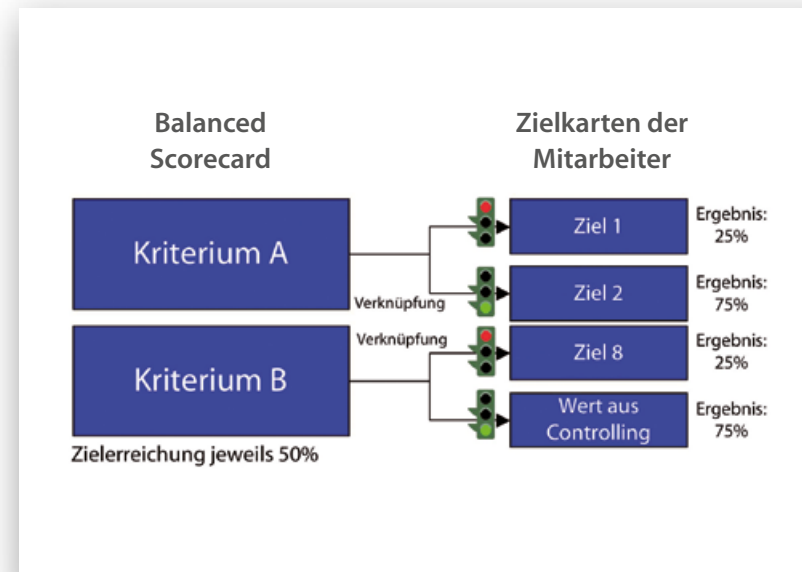 Balanced
Scorecard
Zielkarten der
Mitarbeiter
Kriterium A
Verknüpfung
Ziel 1
Ergebnis:
25%
Ziel 2
Ergebnis:
75%
Kriterium B
Verknüpfung
Ziel 8
Ergebnis:
25%
Wert aus
Controlling
Ergebnis:
75%
Zielerreichung jeweils 50%